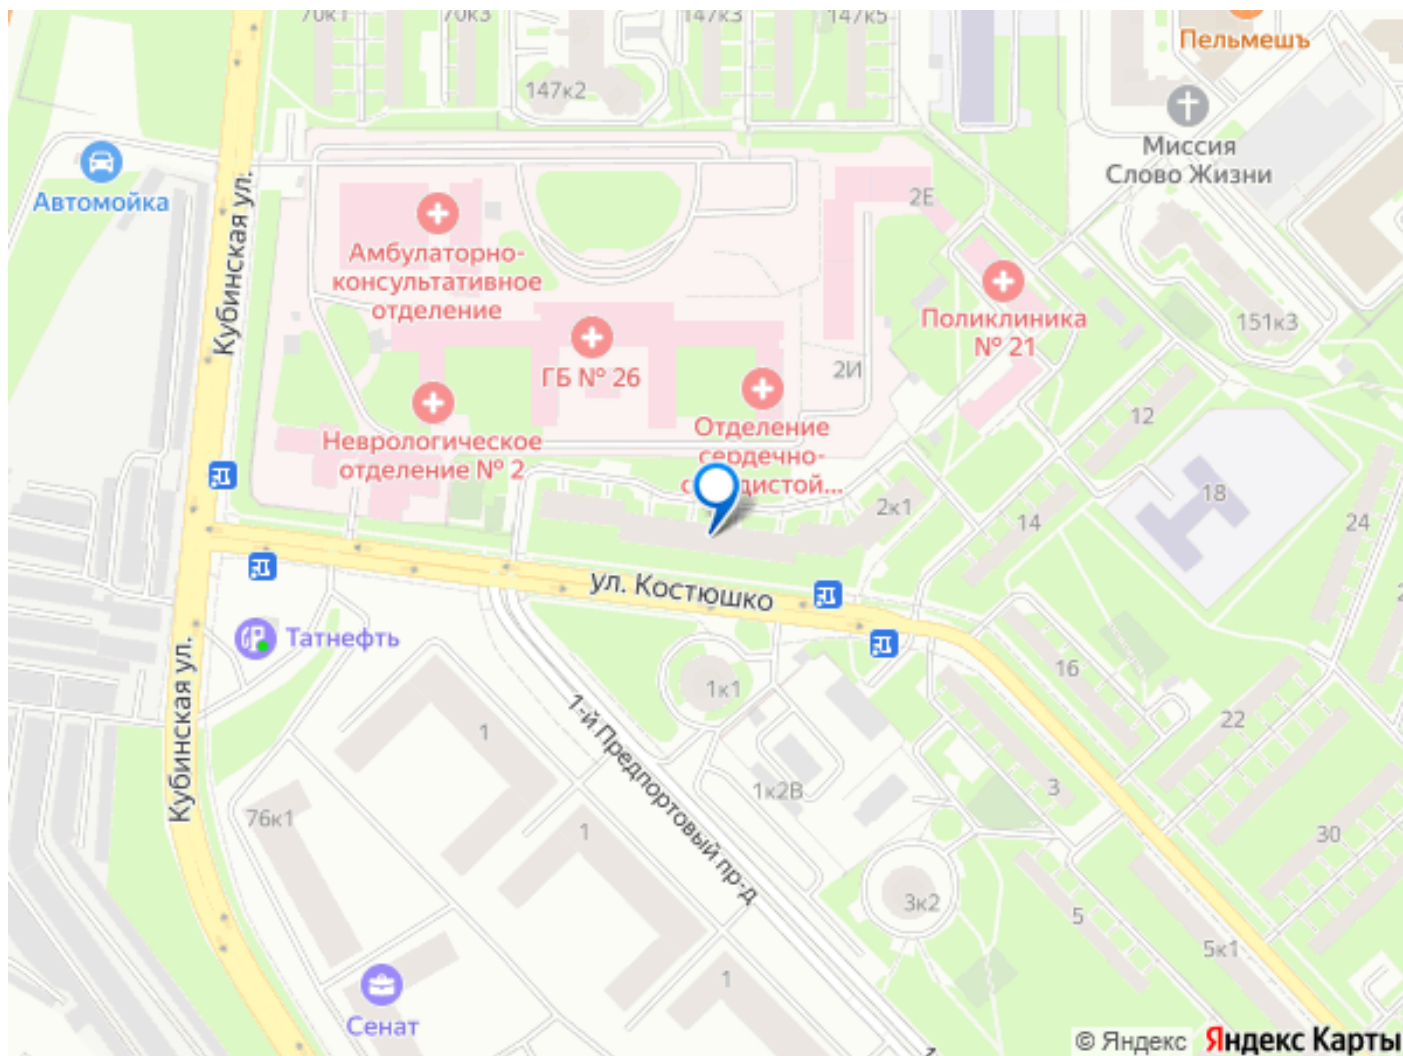 70к1
70к3
147к3
147к5
Пельмешъ
147к2
Миссия
Слово Жизни
Автомойка
Кубинская ул.
2Е
Амбулаторно-
консультативное
отделение
Поликлиника
№ 21
151к3
ГБ № 26
2И
12
Неврологическое
отделение № 2
Отделение
сердечно-
18
2к1
14
24
ул. Костюшко
Татнефть
Кубинская ул.
16
1к1
22
1
1-й Предпортовый пр-д
1к2В
3
76к1
1
30
3к2
5
5к1
1
Сенат
© Яндекс Яндекс Карты